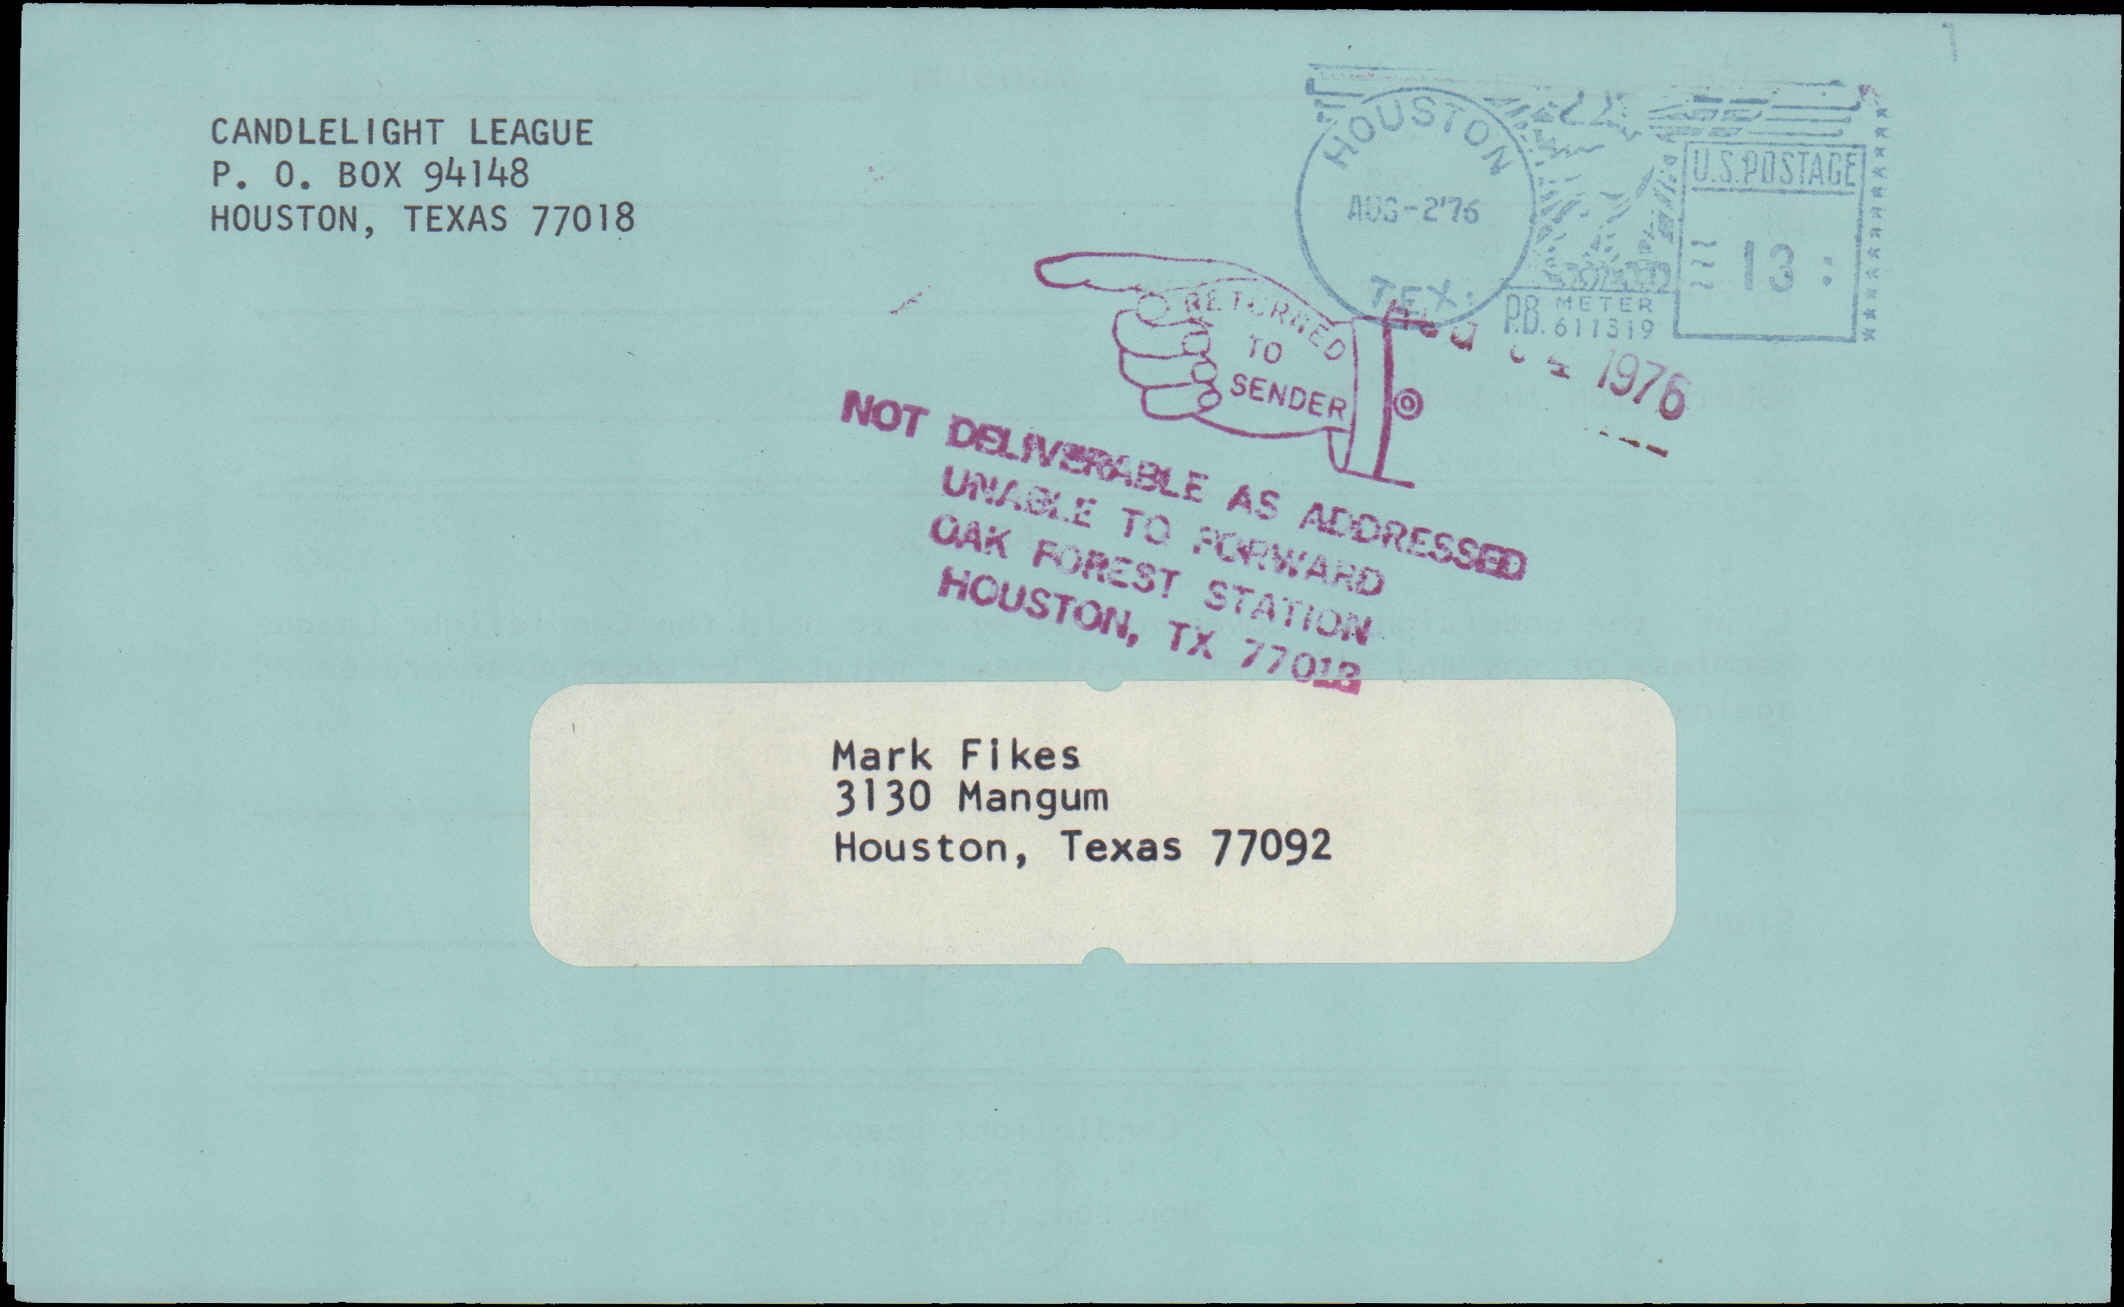 CANDLELIGHT LEAGUE
P. O. BOX 94148
HOUSTON, TEXAS 77018
HOUSTON
AUG-2'76
TEX.
U.S. POSTAGE
13
P.B. METER
611319
RETURNED
TO
SENDER
1976
NOT DELIVERABLE AS ADDRESSED
UNABLE TO FORWARD
OAK FOREST STATION
HOUSTON, TX 77018
Mark Fikes
3130 Mangum
Houston, Texas 77092